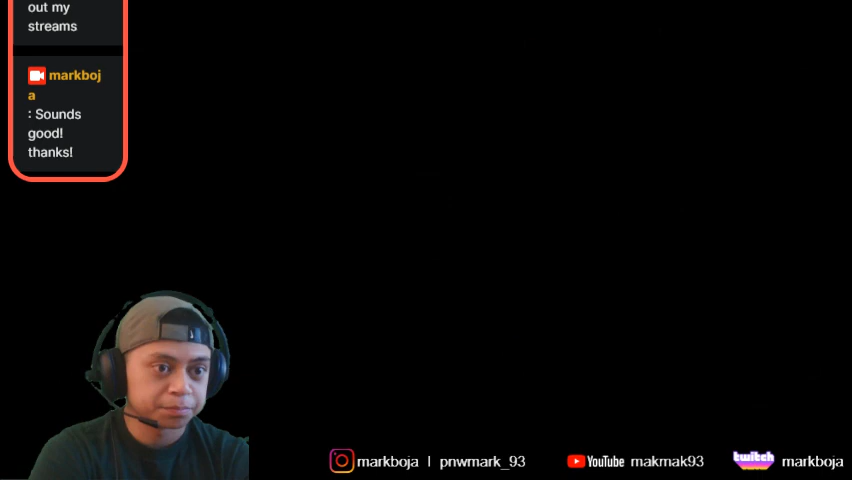 out my
streams
markboj
a
: Sounds
good!
thanks!
markboja | pnwmark_93 YouTube makmak93 twitch markboja